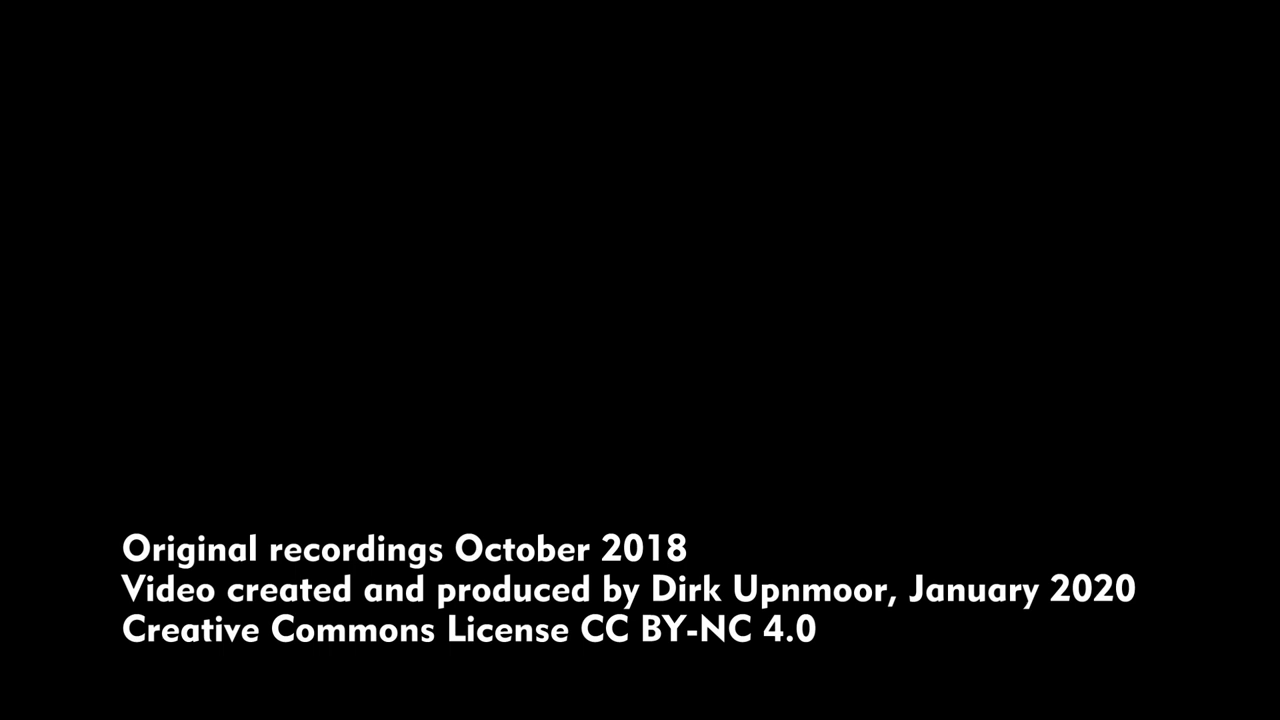 Original recordings October 2018
Video created and produced by Dirk Upnmoor, January 2020
Creative Commons License CC BY-NC 4.0